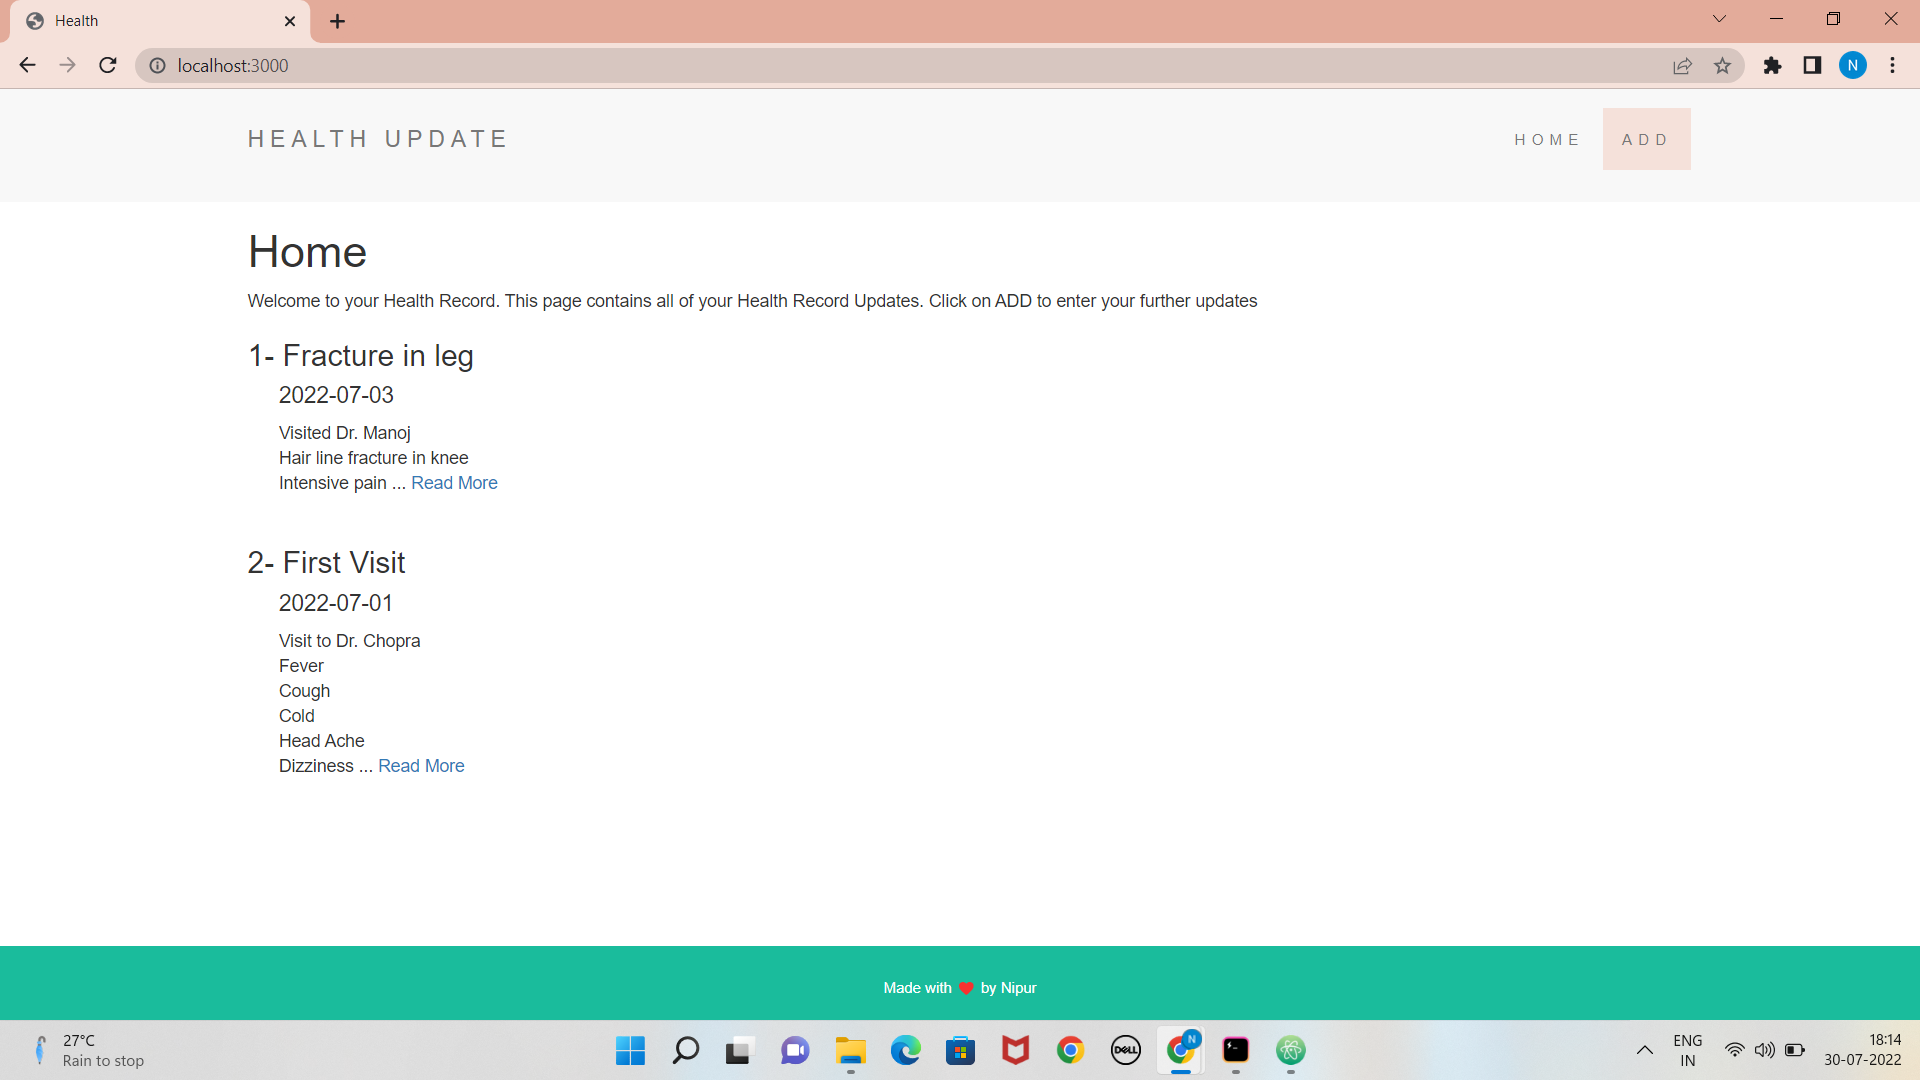 Health
localhost:3000
N
HEALTH UPDATE
HOME
ADD
Home
Welcome to your Health Record. This page contains all of your Health Record Updates. Click on ADD to enter your further updates
1- Fracture in leg
2022-07-03
Visited Dr. Manoj
Hair line fracture in knee
Intensive pain ... Read More
2- First Visit
2022-07-01
Visit to Dr. Chopra
Fever
Cough
Cold
Head Ache
Dizziness ... Read More
Made with ❤ by Nipur
27°C
Rain to stop
DELL
N
ENG
IN
18:14
30-07-2022